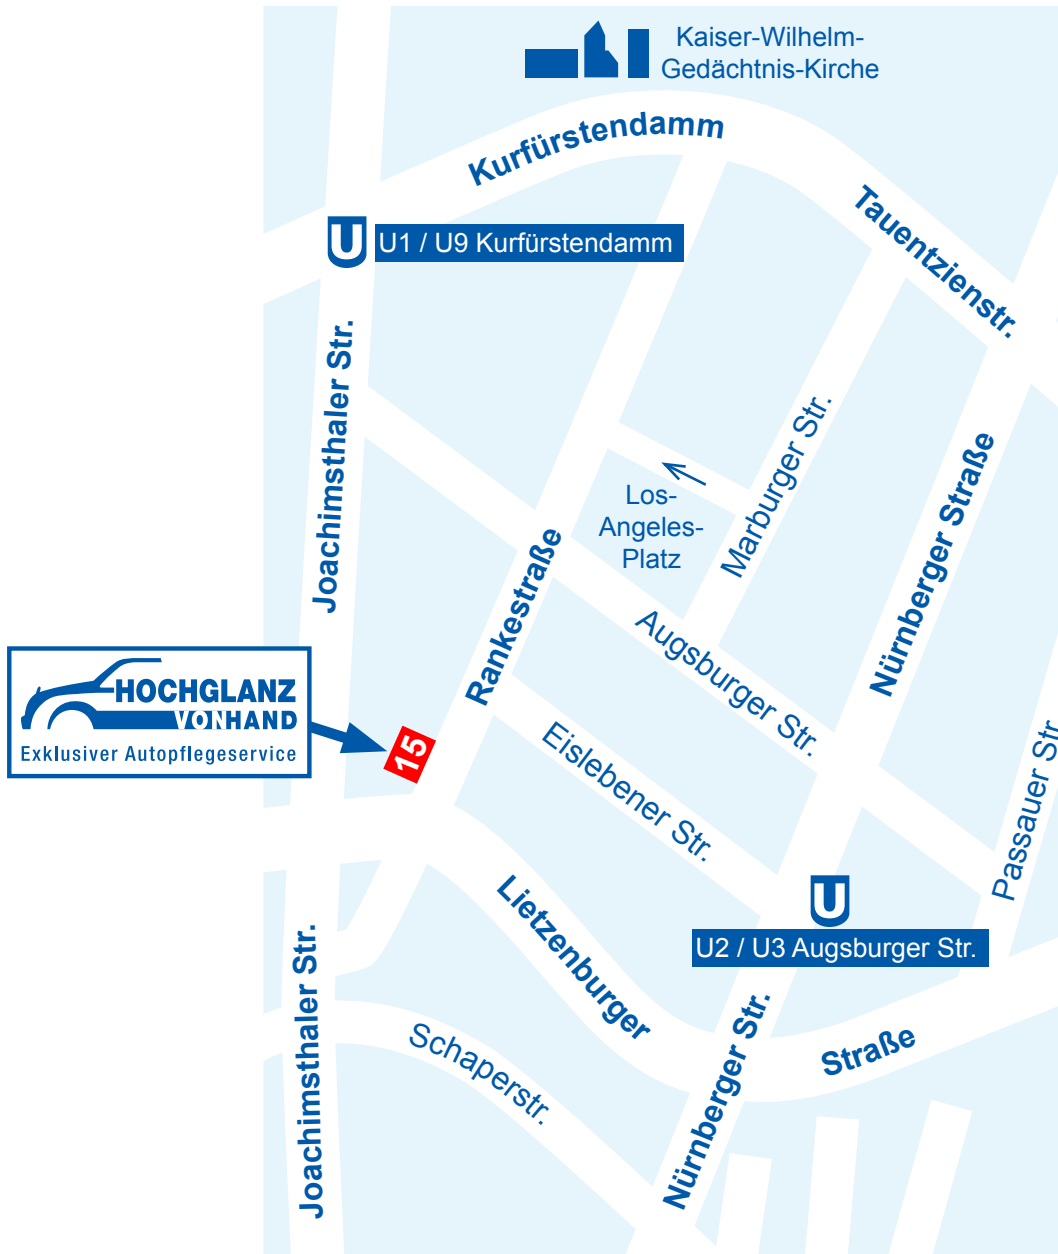 Kaiser-Wilhelm-
Gedächtnis-Kirche
Kurfürstendamm
Tauentzienstr.
U
U1 / U9 Kurfürstendamm
Joachimsthaler Str.
Marburger Str.
Nürnberger Straße
Los-
Angeles-
Platz
Rankestraße
Augsburger Str.
HOCHGLANZ
VONHAND
Exklusiver Autopflegeservice
15
Eislebener Str.
Passauer Str.
Lietzenburger
U
U2 / U3 Augsburger Str.
Joachimsthaler Str.
Schaperstr.
Nürnberger Str.
Straße